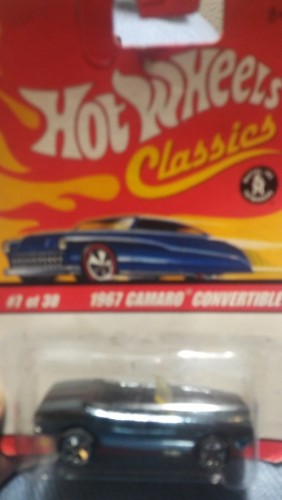 Hot Wheels
Classics
#7 of 30 1967 CAMARO® CONVERTIBLE